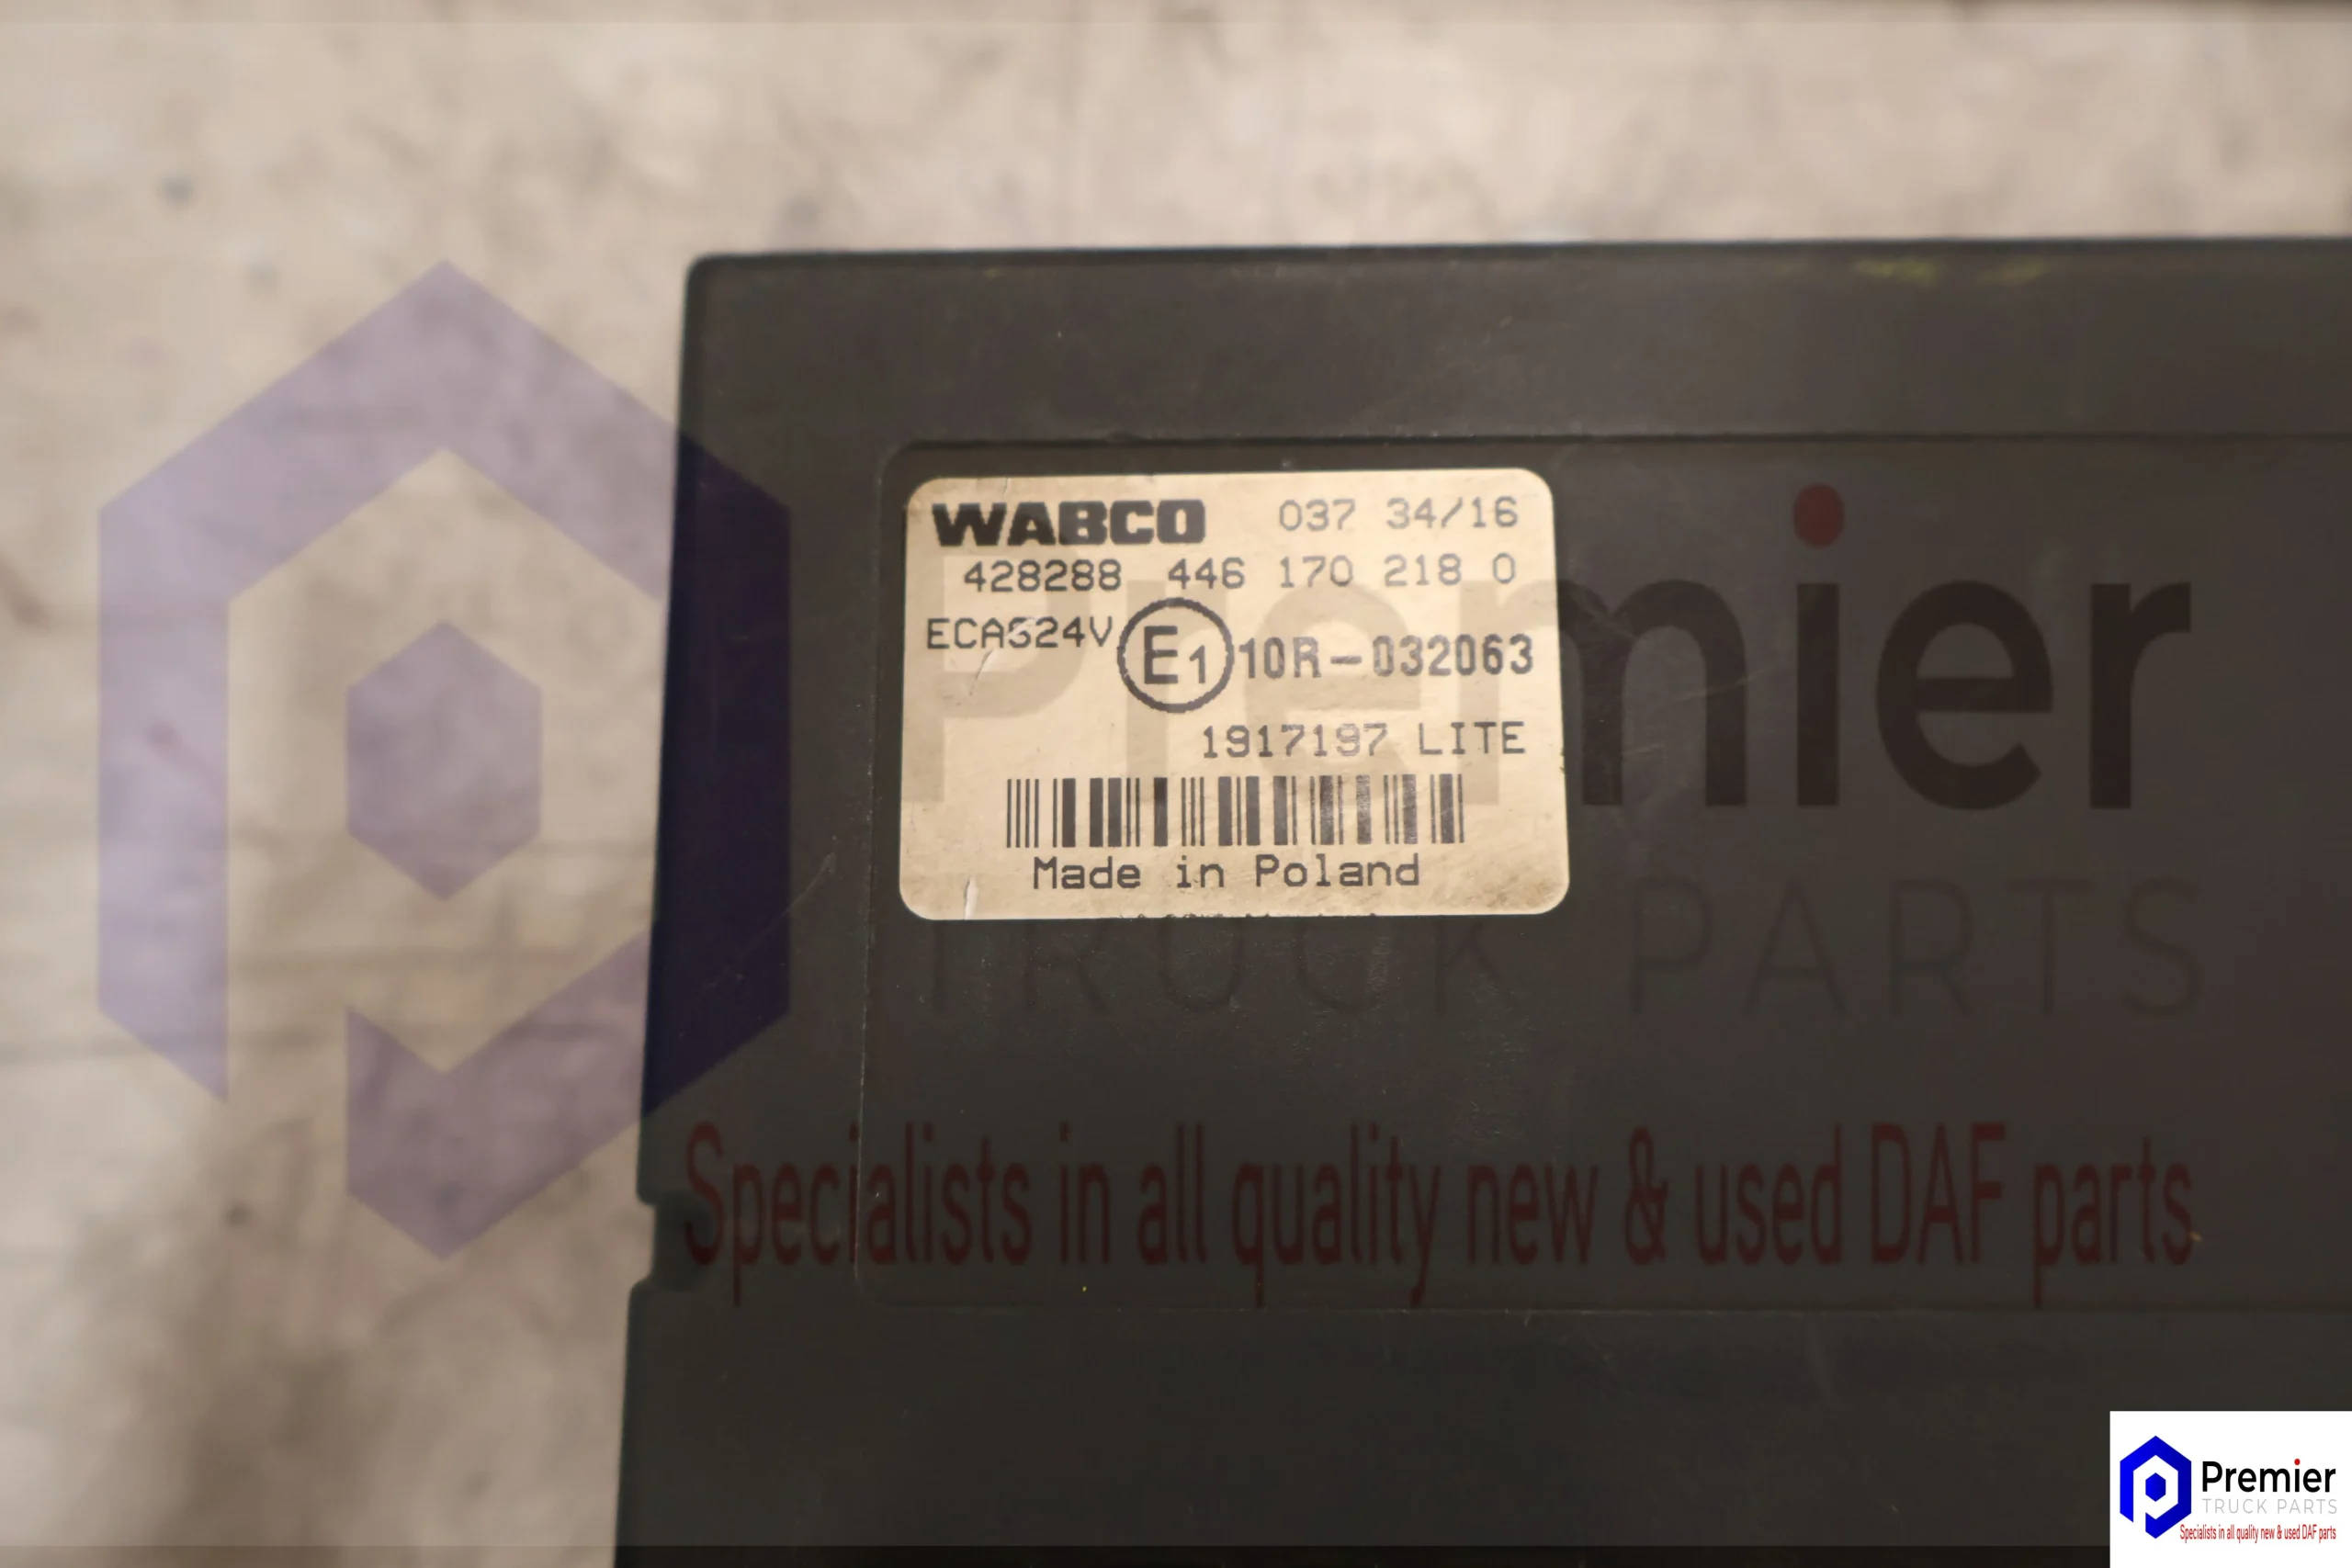 WABCO 037 34/16
428288 446 170 218 0
ECAS24V E1 10R-032063
1917197 LITE
Made in Poland
Premier
TRUCK PARTS
Specialists in all quality new & used DAF parts
Premier
TRUCK PARTS
Specialists in all quality new & used DAF parts